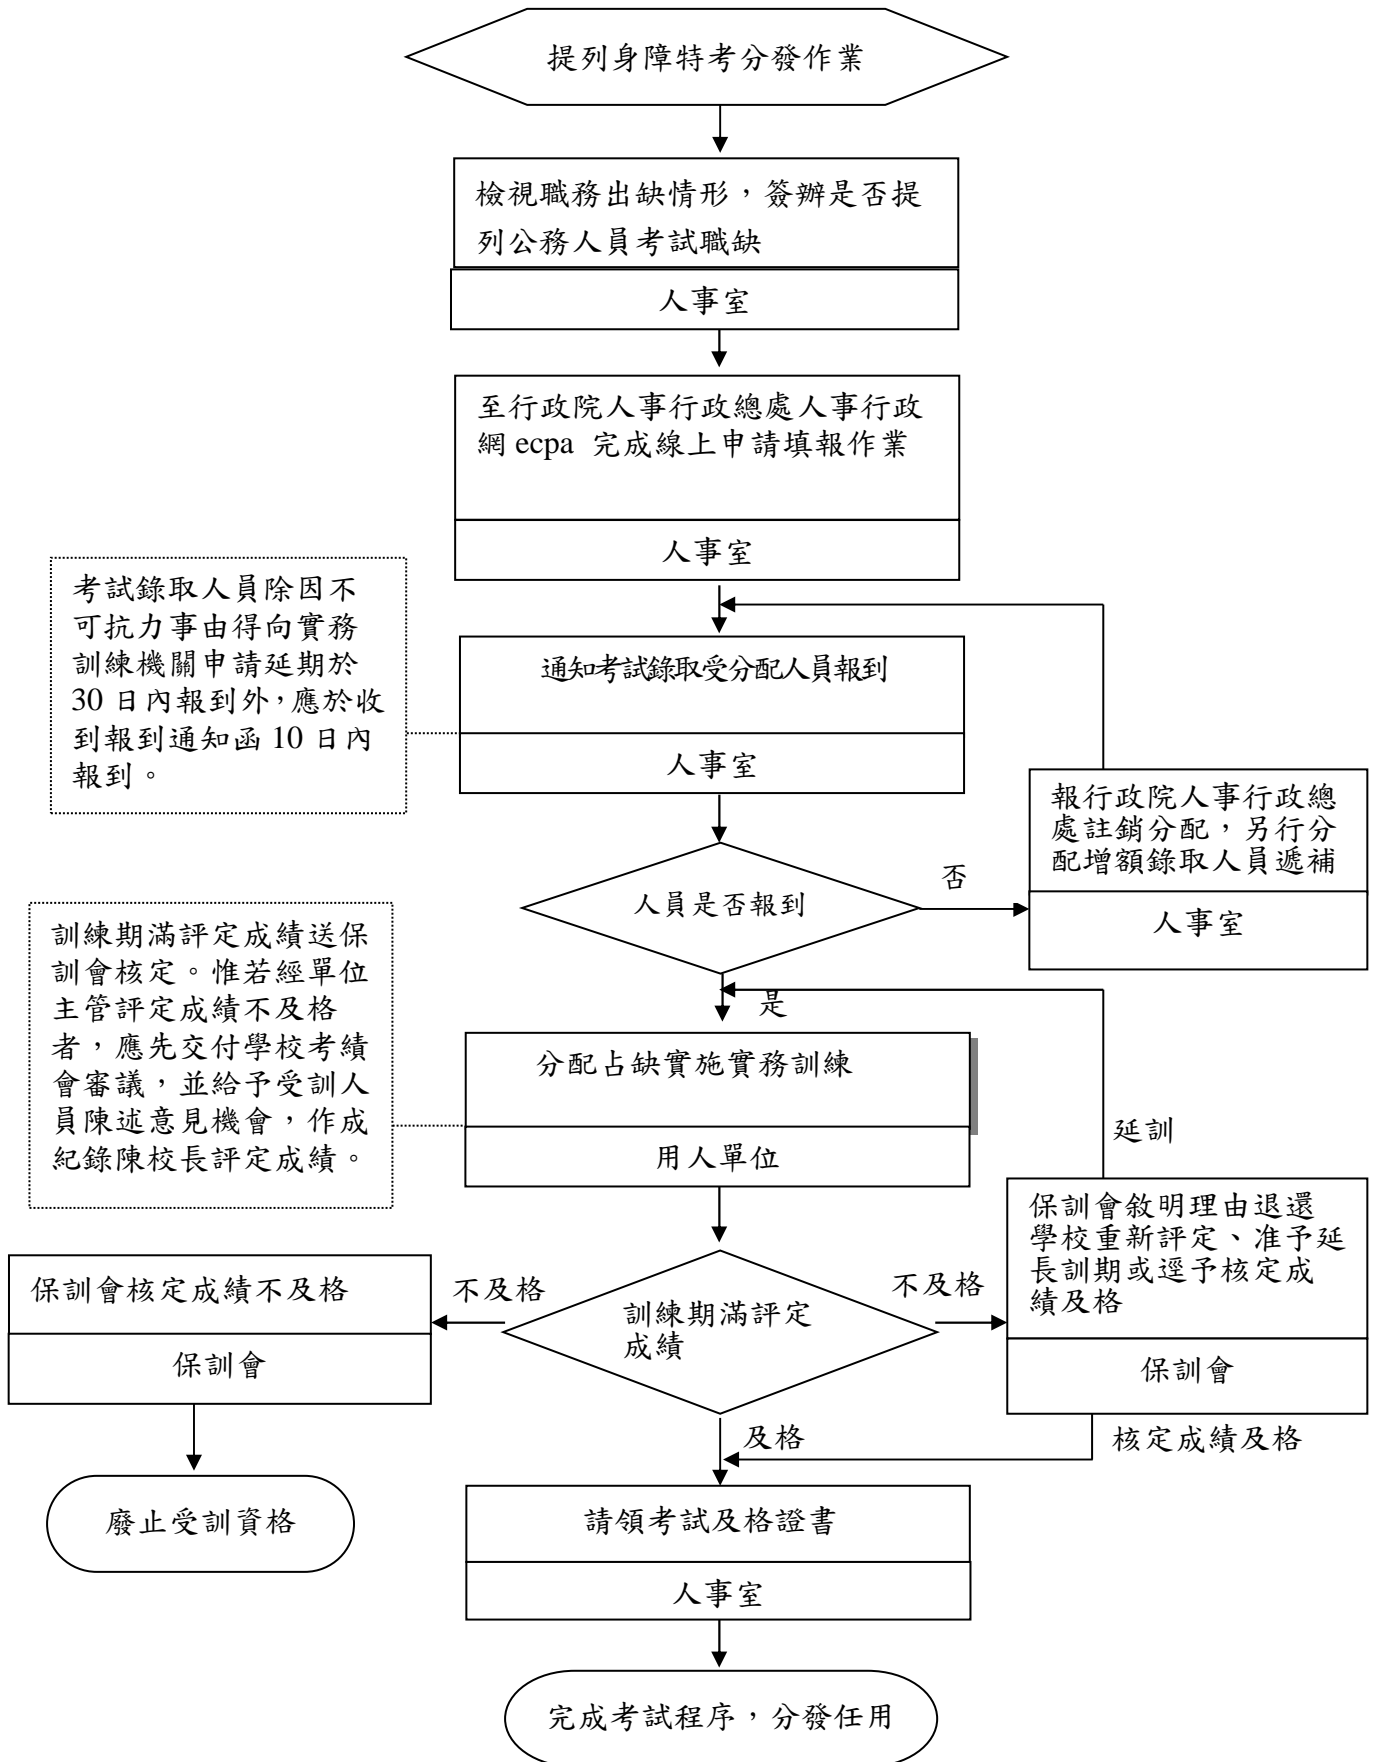 提列身障特考分發作業
檢視職務出缺情形，簽辦是否提
列公務人員考試職缺
人事室
至行政院人事行政總處人事行政
網 ecpa 完成線上申請填報作業
人事室
考試錄取人員除因不
可抗力事由得向實務
訓練機關申請延期於
30 日內報到外，應於收
到報到通知函 10 日內
報到。
通知考試錄取受分配人員報到
人事室
報行政院人事行政總
處註銷分配，另行分
配增額錄取人員遞補
人事室
人員是否報到
否
是
訓練期滿評定成績送保
訓會核定。惟若經單位
主管評定成績不及格
者，應先交付學校考績
會審議，並給予受訓人
員陳述意見機會，作成
紀錄陳校長評定成績。
分配占缺實施實務訓練
用人單位
延訓
保訓會敘明理由退還
學校重新評定、准予延
長訓期或逕予核定成
績及格
保訓會
保訓會核定成績不及格
保訓會
不及格
訓練期滿評定
成績
不及格
及格
核定成績及格
廢止受訓資格
請領考試及格證書
人事室
完成考試程序，分發任用